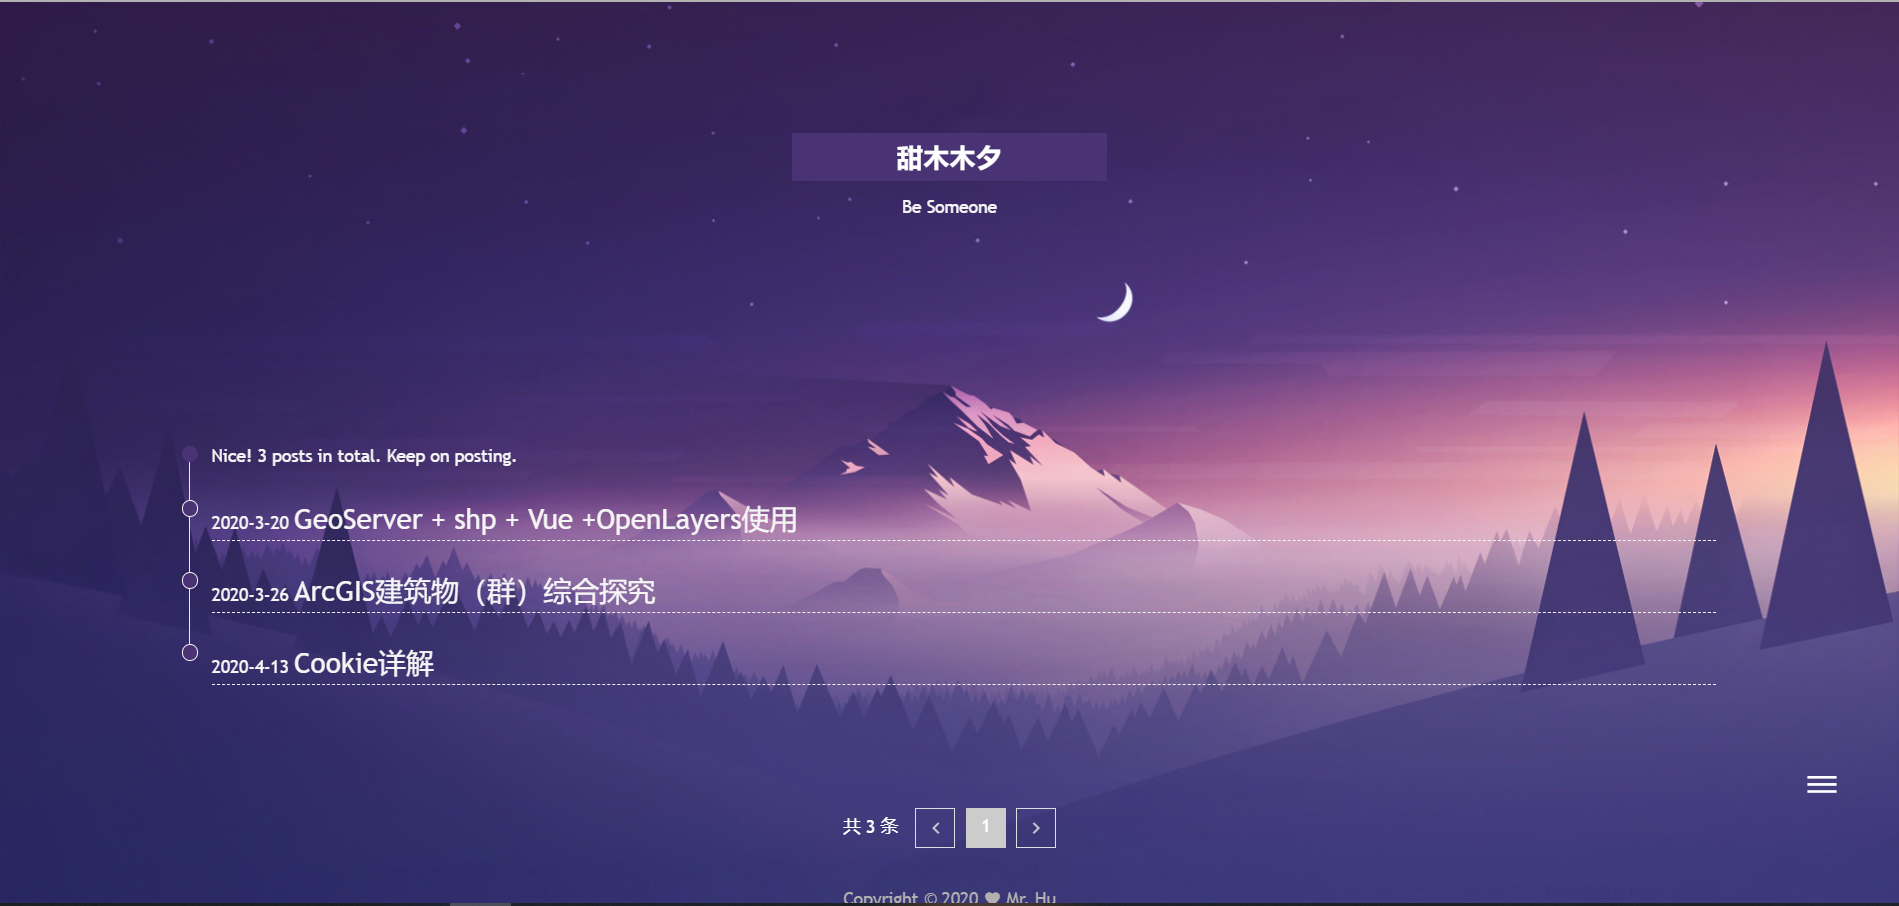 甜木木夕
Be Someone
Nice! 3 posts in total. Keep on posting.
2020-3-20 GeoServer + shp + Vue +OpenLayers使用
2020-3-26 ArcGIS建筑物（群）综合探究
2020-4-13 Cookie详解
共 3 条 1
Copyright © 2020 ♥ Mr. Hu